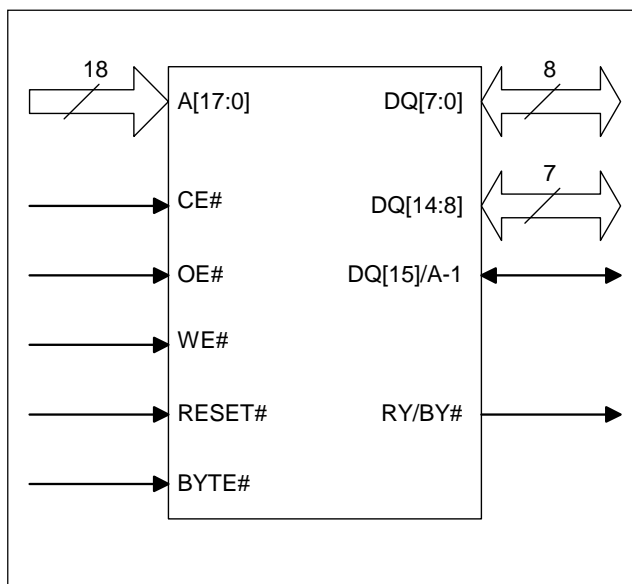 18
8
A[17:0]
DQ[7:0]
7
CE#
DQ[14:8]
OE#
DQ[15]/A-1
WE#
RESET#
RY/BY#
BYTE#